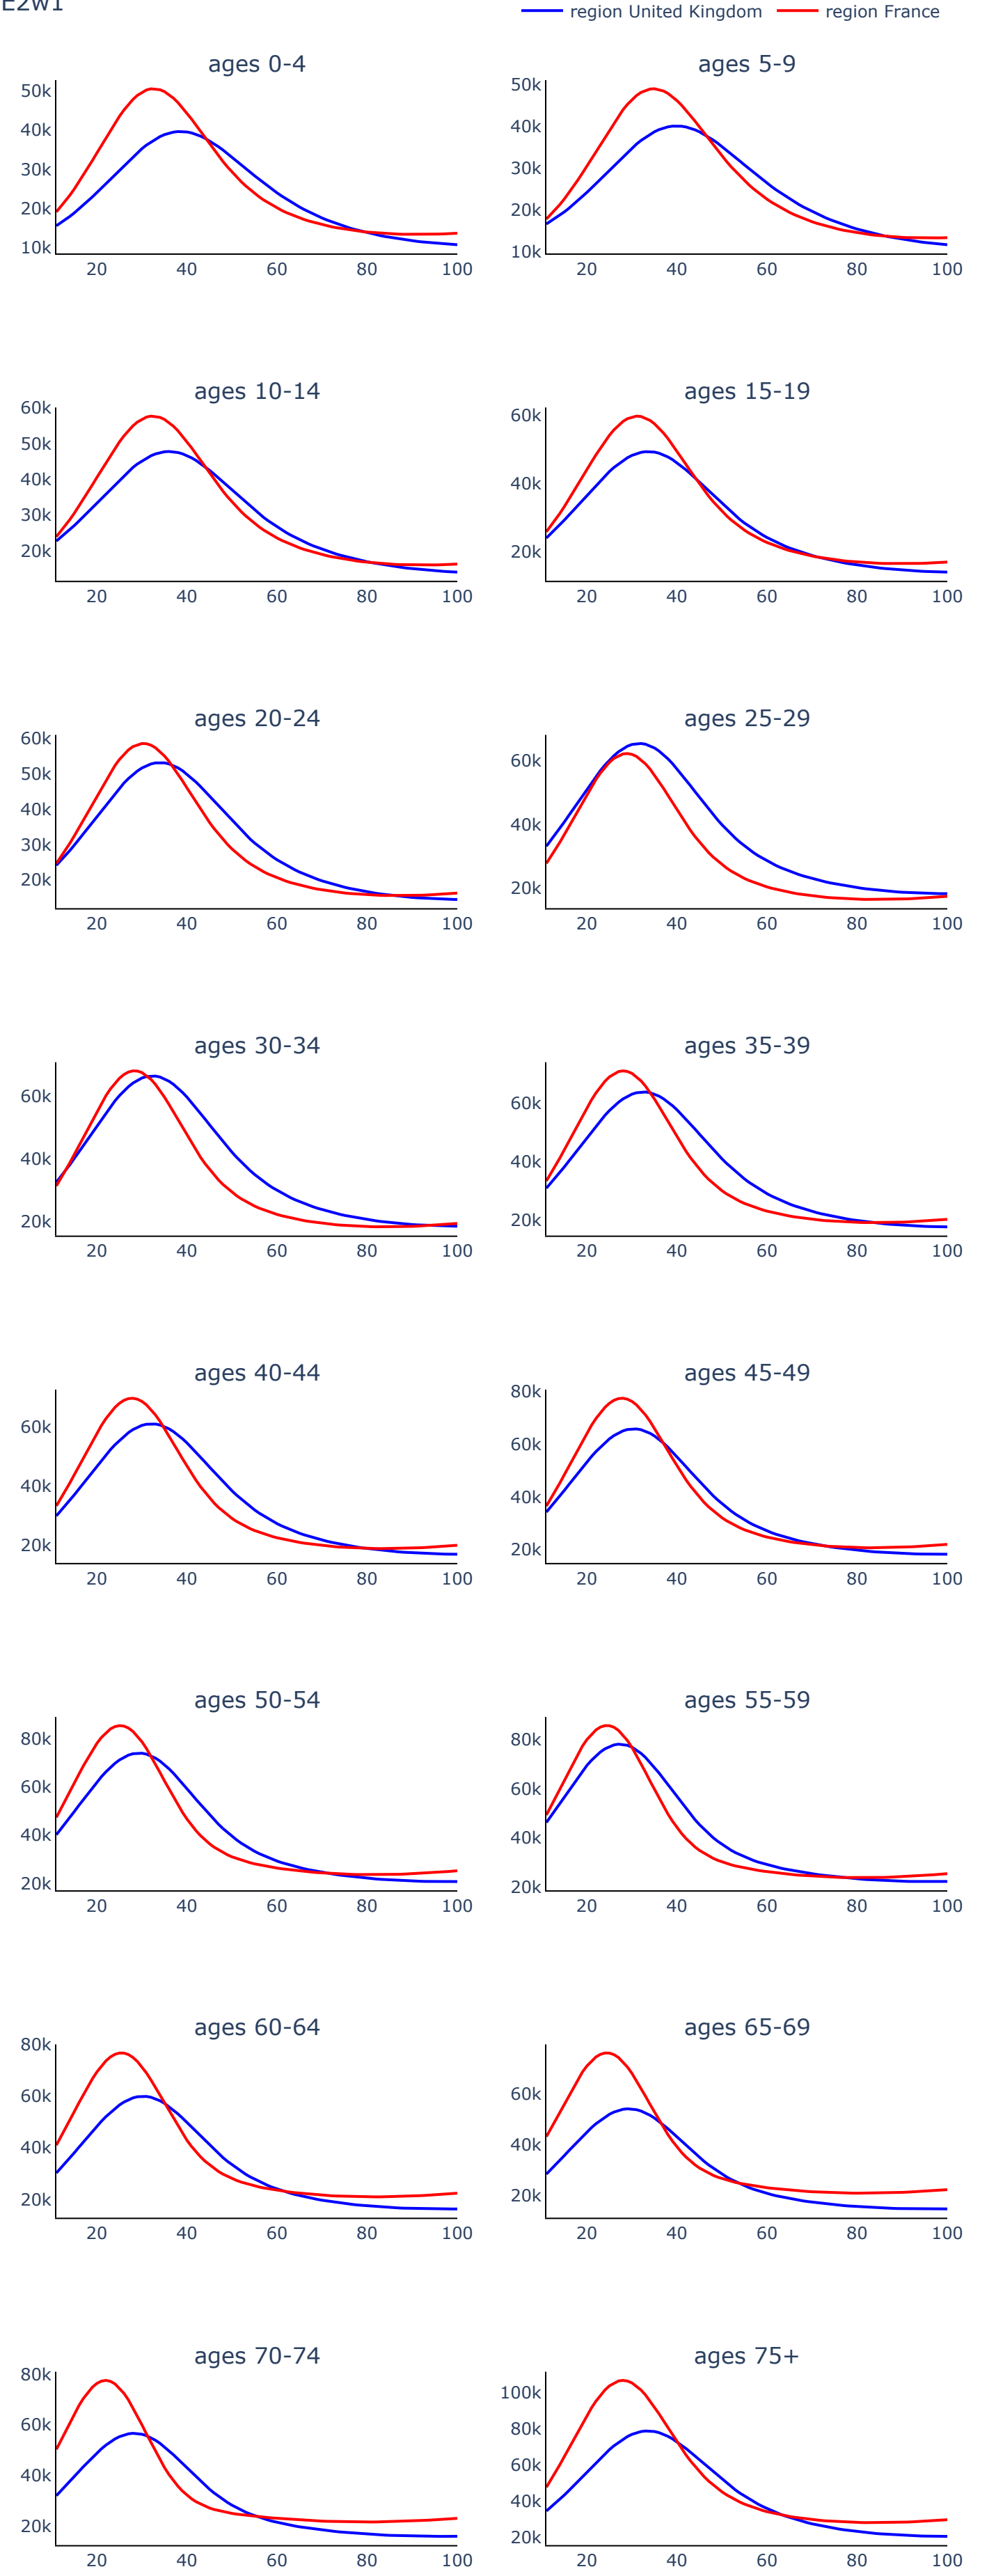 E2w1
region United Kingdom region France
ages 0-4 ages 5-9
50k 50k
40k 40k
30k 30k
20k 20k
10k 10k
20 40 60 80 100 20 40 60 80 100
ages 10-14 ages 15-19
60k 60k
50k
40k 40k
30k
20k 20k
20 40 60 80 100 20 40 60 80 100
ages 20-24 ages 25-29
60k 60k
50k
40k 40k
30k
20k 20k
20 40 60 80 100 20 40 60 80 100
ages 30-34 ages 35-39
60k 60k
40k 40k
20k 20k
20 40 60 80 100 20 40 60 80 100
ages 40-44 ages 45-49
80k
60k 60k
40k 40k
20k 20k
20 40 60 80 100 20 40 60 80 100
ages 50-54 ages 55-59
80k 80k
60k 60k
40k 40k
20k 20k
20 40 60 80 100 20 40 60 80 100
ages 60-64 ages 65-69
80k
60k 60k
40k 40k
20k 20k
20 40 60 80 100 20 40 60 80 100
ages 70-74 ages 75+
80k 100k
60k 80k
60k
40k 40k
20k 20k
20 40 60 80 100 20 40 60 80 100